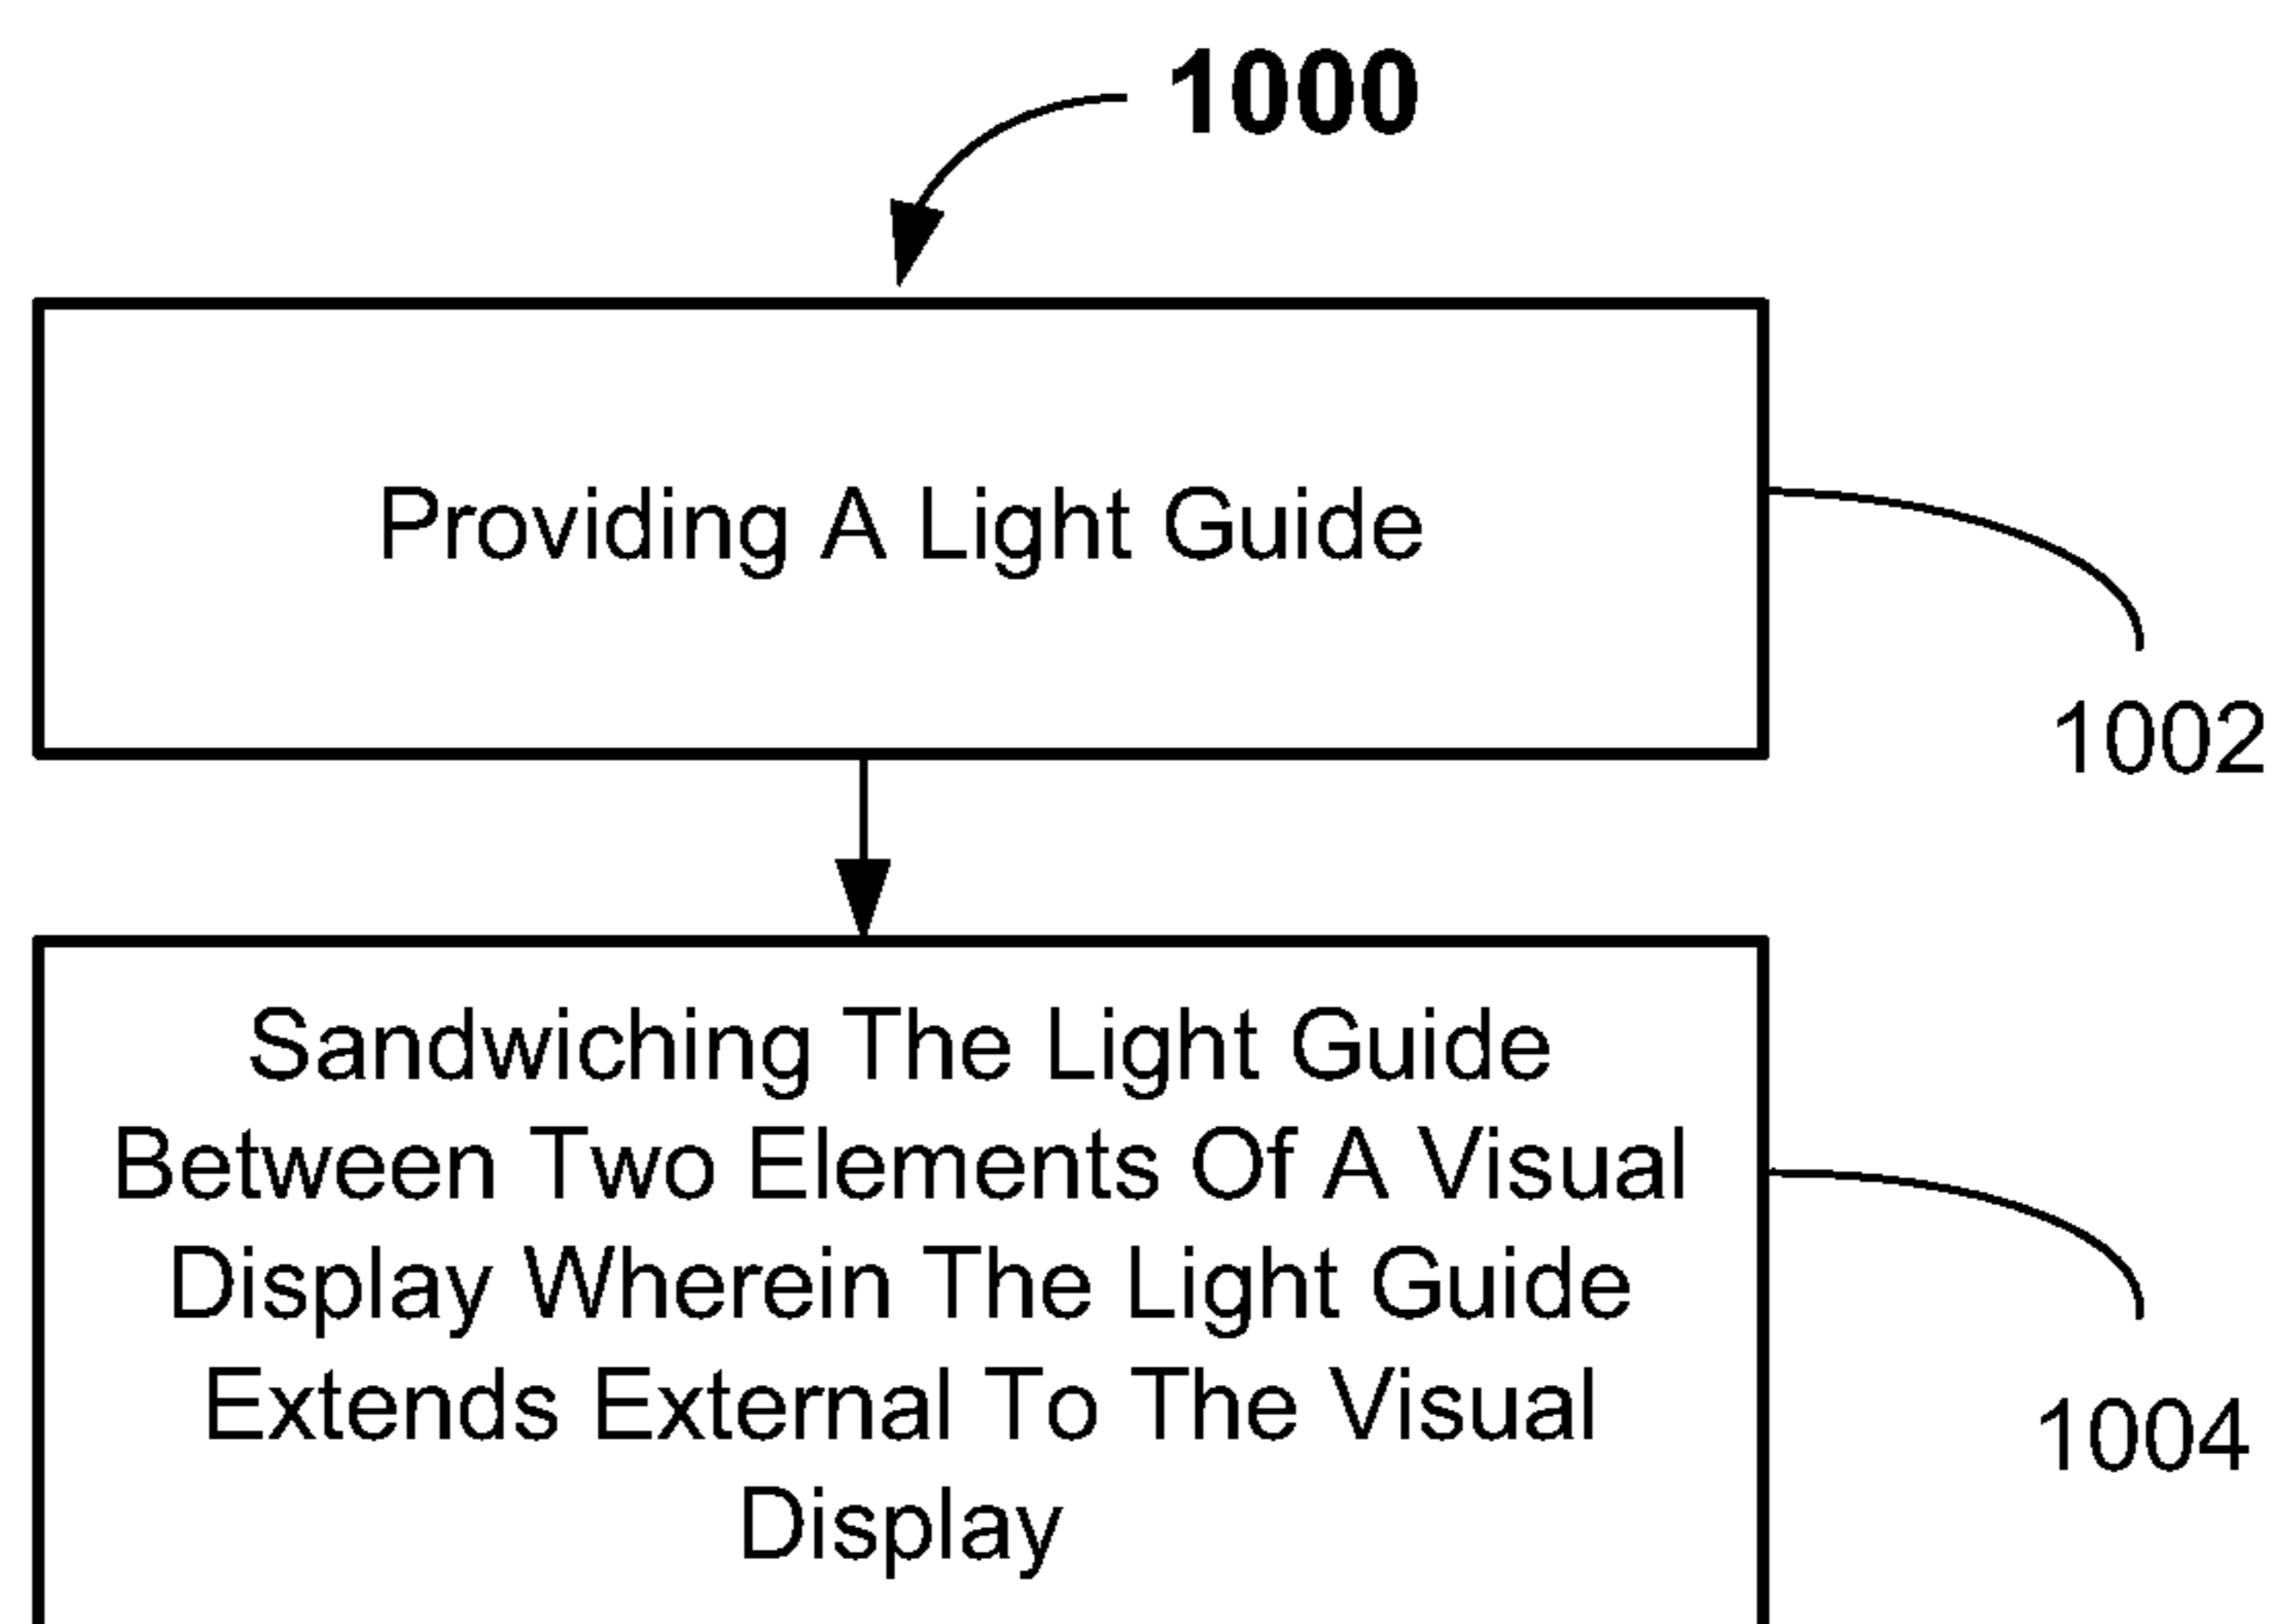 1000
Providing A Light Guide
1002
Sandwiching The Light Guide
Between Two Elements Of A Visual
Display Wherein The Light Guide
Extends External To The Visual
Display
1004